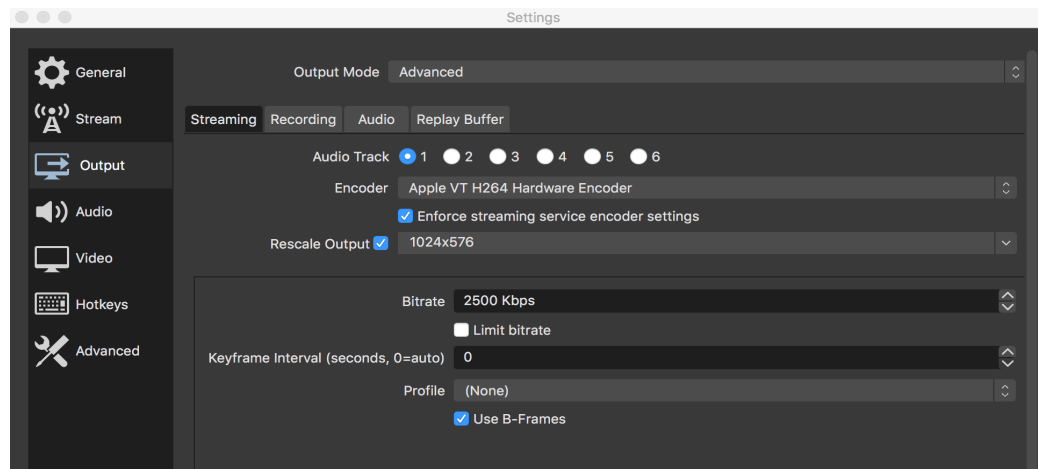 Settings
General
Stream
Output
Audio
Video
Hotkeys
Advanced
Output Mode Advanced
Streaming Recording Audio Replay Buffer
Audio Track 1 2 3 4 5 6
Encoder Apple VT H264 Hardware Encoder
Enforce streaming service encoder settings
Rescale Output 1024x576
Bitrate 2500 Kbps
Limit bitrate
Keyframe Interval (seconds, 0=auto) 0
Profile (None)
Use B-Frames